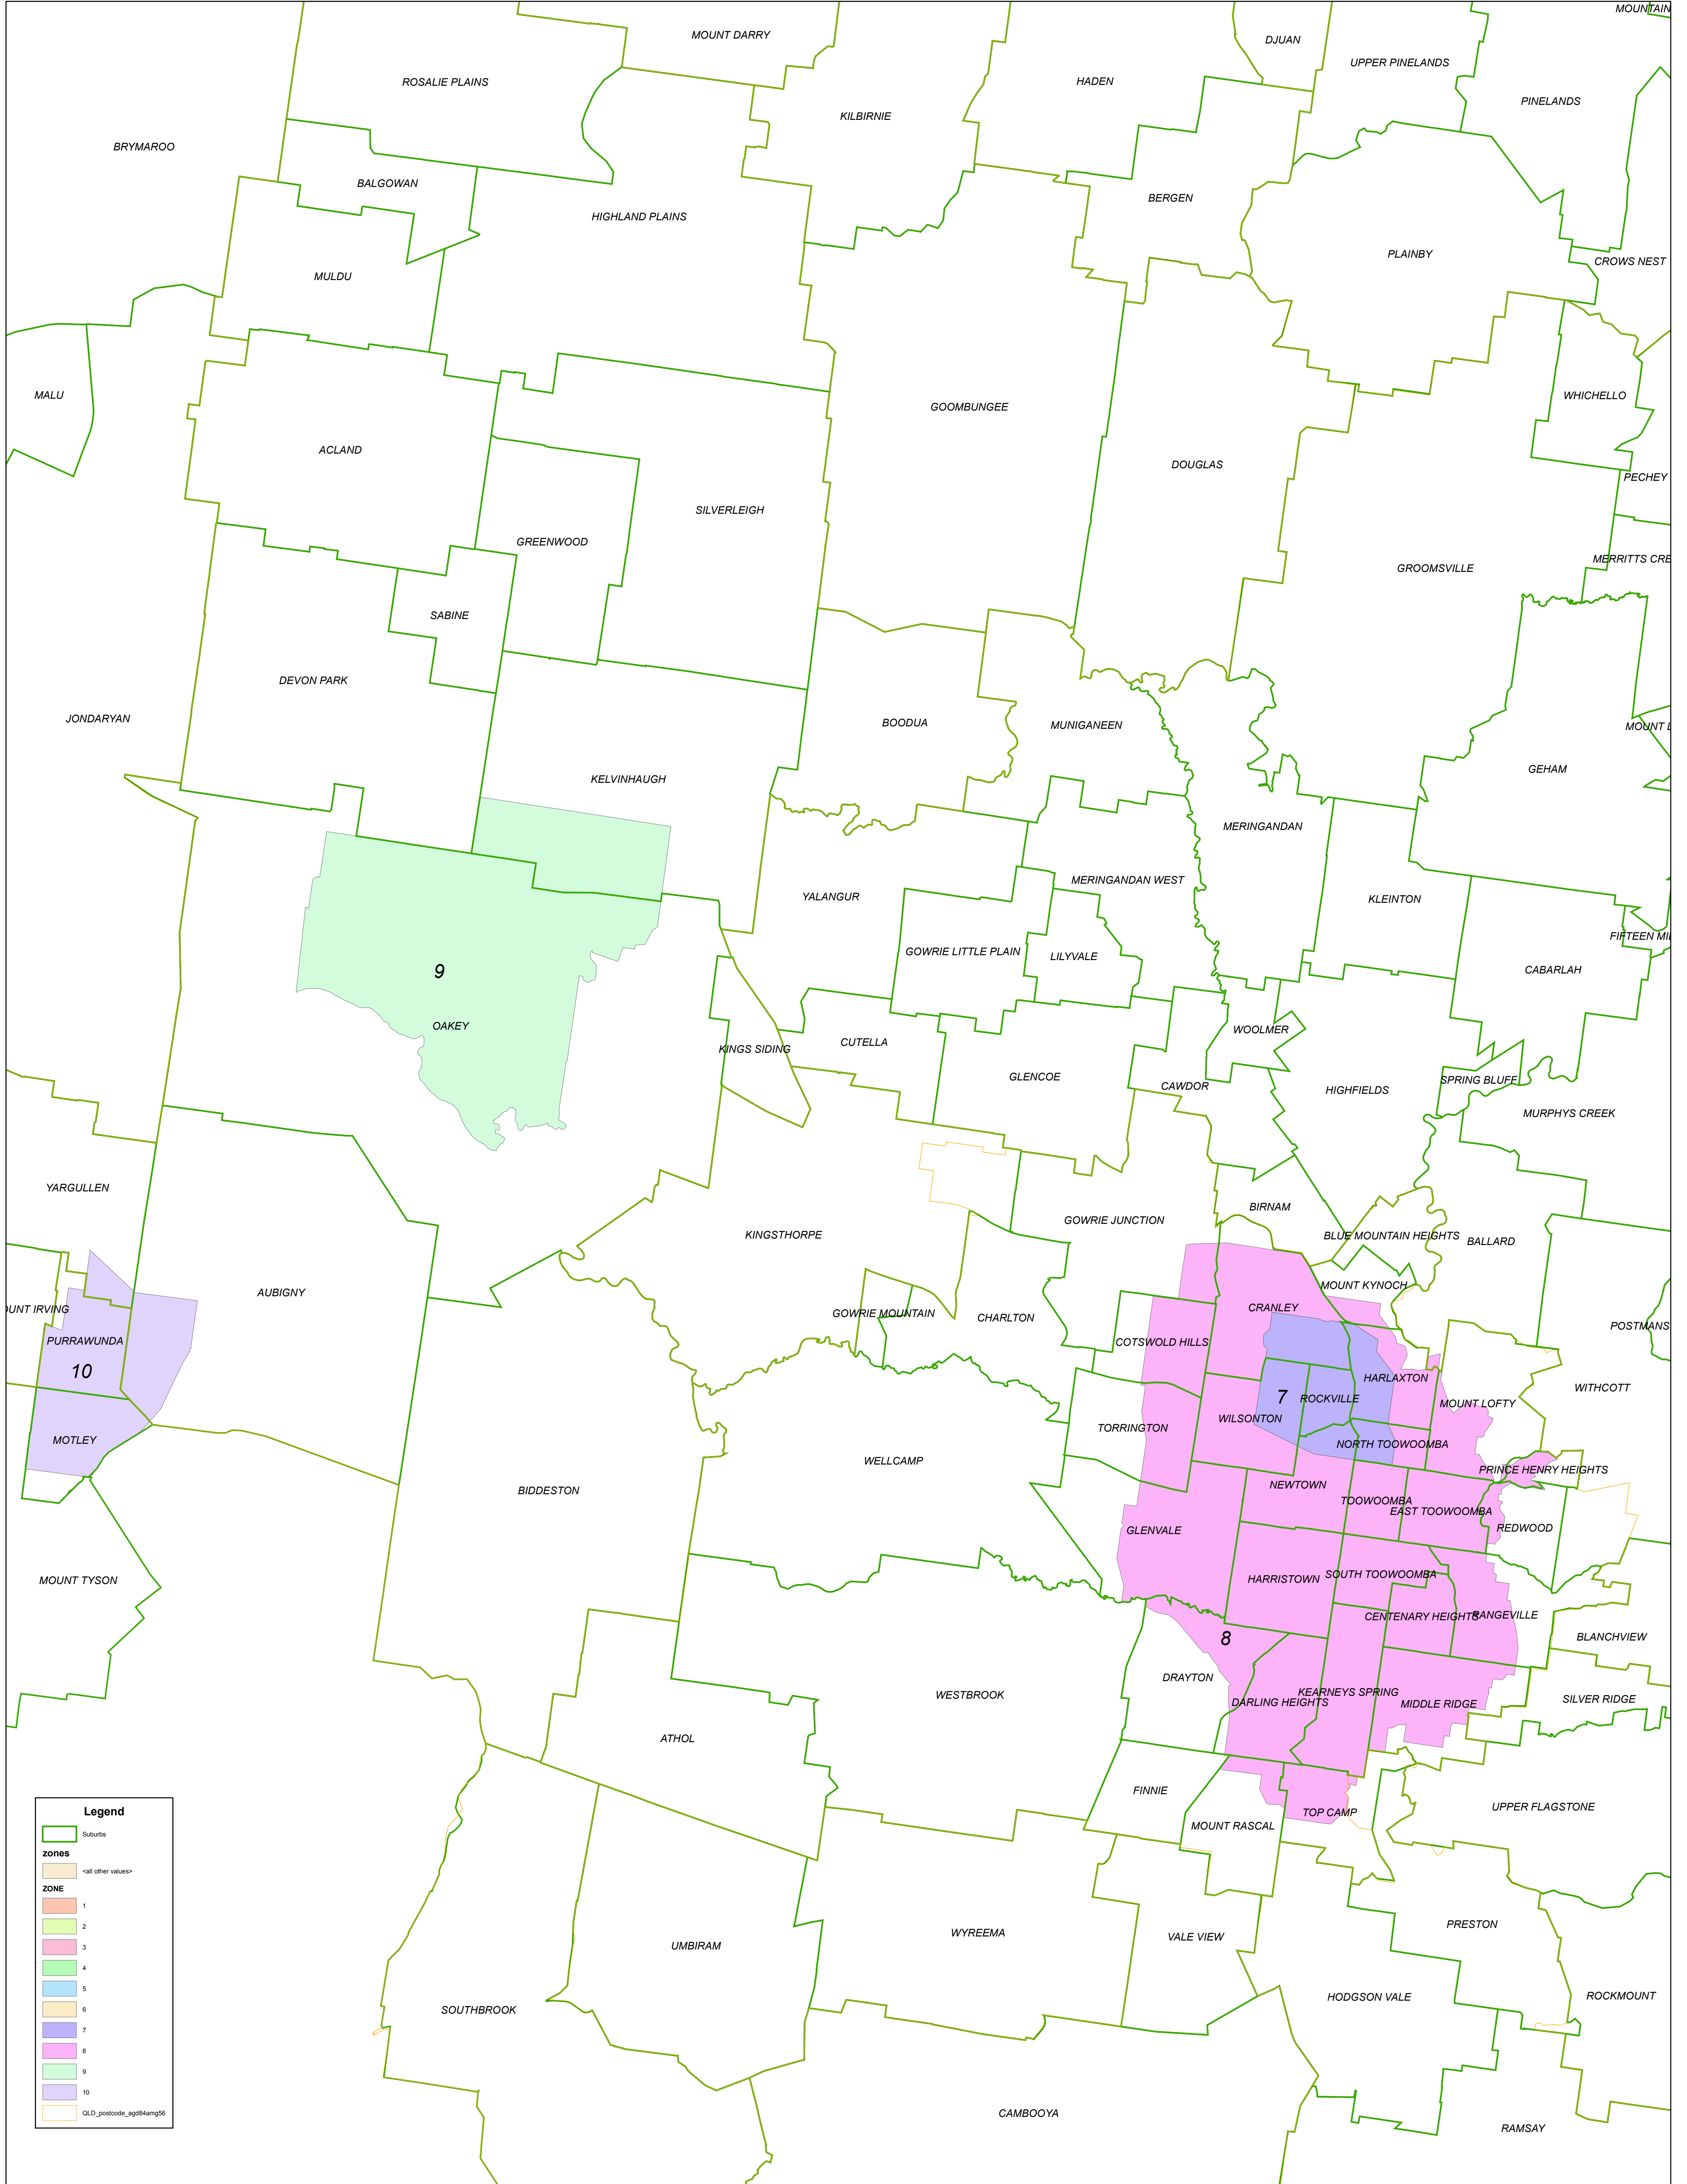 MOUNTAIN
MOUNT DARRY
DJUAN
UPPER PINELANDS
ROSALIE PLAINS
HADEN
PINELANDS
KILBIRNIE
BRYMAROO
BALGOWAN
BERGEN
HIGHLAND PLAINS
PLAINBY
CROWS NEST
MULDU
MALU
WHICHELLO
GOOMBUNGEE
ACLAND
DOUGLAS
PECHEY
SILVERLEIGH
GREENWOOD
MERRITTS CRE
GROOMSVILLE
SABINE
DEVON PARK
JONDARYAN
BOODUA
MUNIGANEEN
MOUNT L
GEHAM
KELVINHAUGH
MERINGANDAN
MERINGANDAN WEST
YALANGUR
KLEINTON
FIFTEEN MI
GOWRIE LITTLE PLAIN
LILYVALE
CABARLAH
9
OAKEY
WOOLMER
CUTELLA
KINGS SIDING
GLENCOE
SPRING BLUFF
CAWDOR
HIGHFIELDS
MURPHYS CREEK
YARGULLEN
BIRNAM
GOWRIE JUNCTION
KINGSTHORPE
BLUE MOUNTAIN HEIGHTS
BALLARD
MOUNT KYNOCH
AUBIGNY
OUNT IRVING
CRANLEY
GOWRIE MOUNTAIN
CHARLTON
POSTMANS
PURRAWUNDA
COTSWOLD HILLS
10
HARLAXTON
WITHCOTT
7
ROCKVILLE
MOUNT LOFTY
WILSONTON
TORRINGTON
MOTLEY
NORTH TOOWOOMBA
WELLCAMP
PRINCE HENRY HEIGHTS
NEWTOWN
BIDDESTON
TOOWOOMBA
EAST TOOWOOMBA
GLENVALE
REDWOOD
SOUTH TOOWOOMBA
HARRISTOWN
MOUNT TYSON
CENTENARY HEIGHTS
RANGEVILLE
8
BLANCHVIEW
DRAYTON
KEARNEYS SPRING
WESTBROOK
DARLING HEIGHTS
MIDDLE RIDGE
SILVER RIDGE
ATHOL
FINNIE
UPPER FLAGSTONE
TOP CAMP
MOUNT RASCAL
Legend
Suburbs
zones
<all other values>
ZONE
1
2
3
4
5
6
7
8
9
10
QLD_postcode_agd84amg56
PRESTON
WYREEMA
VALE VIEW
UMBIRAM
HODGSON VALE
ROCKMOUNT
SOUTHBROOK
CAMBOOYA
RAMSAY